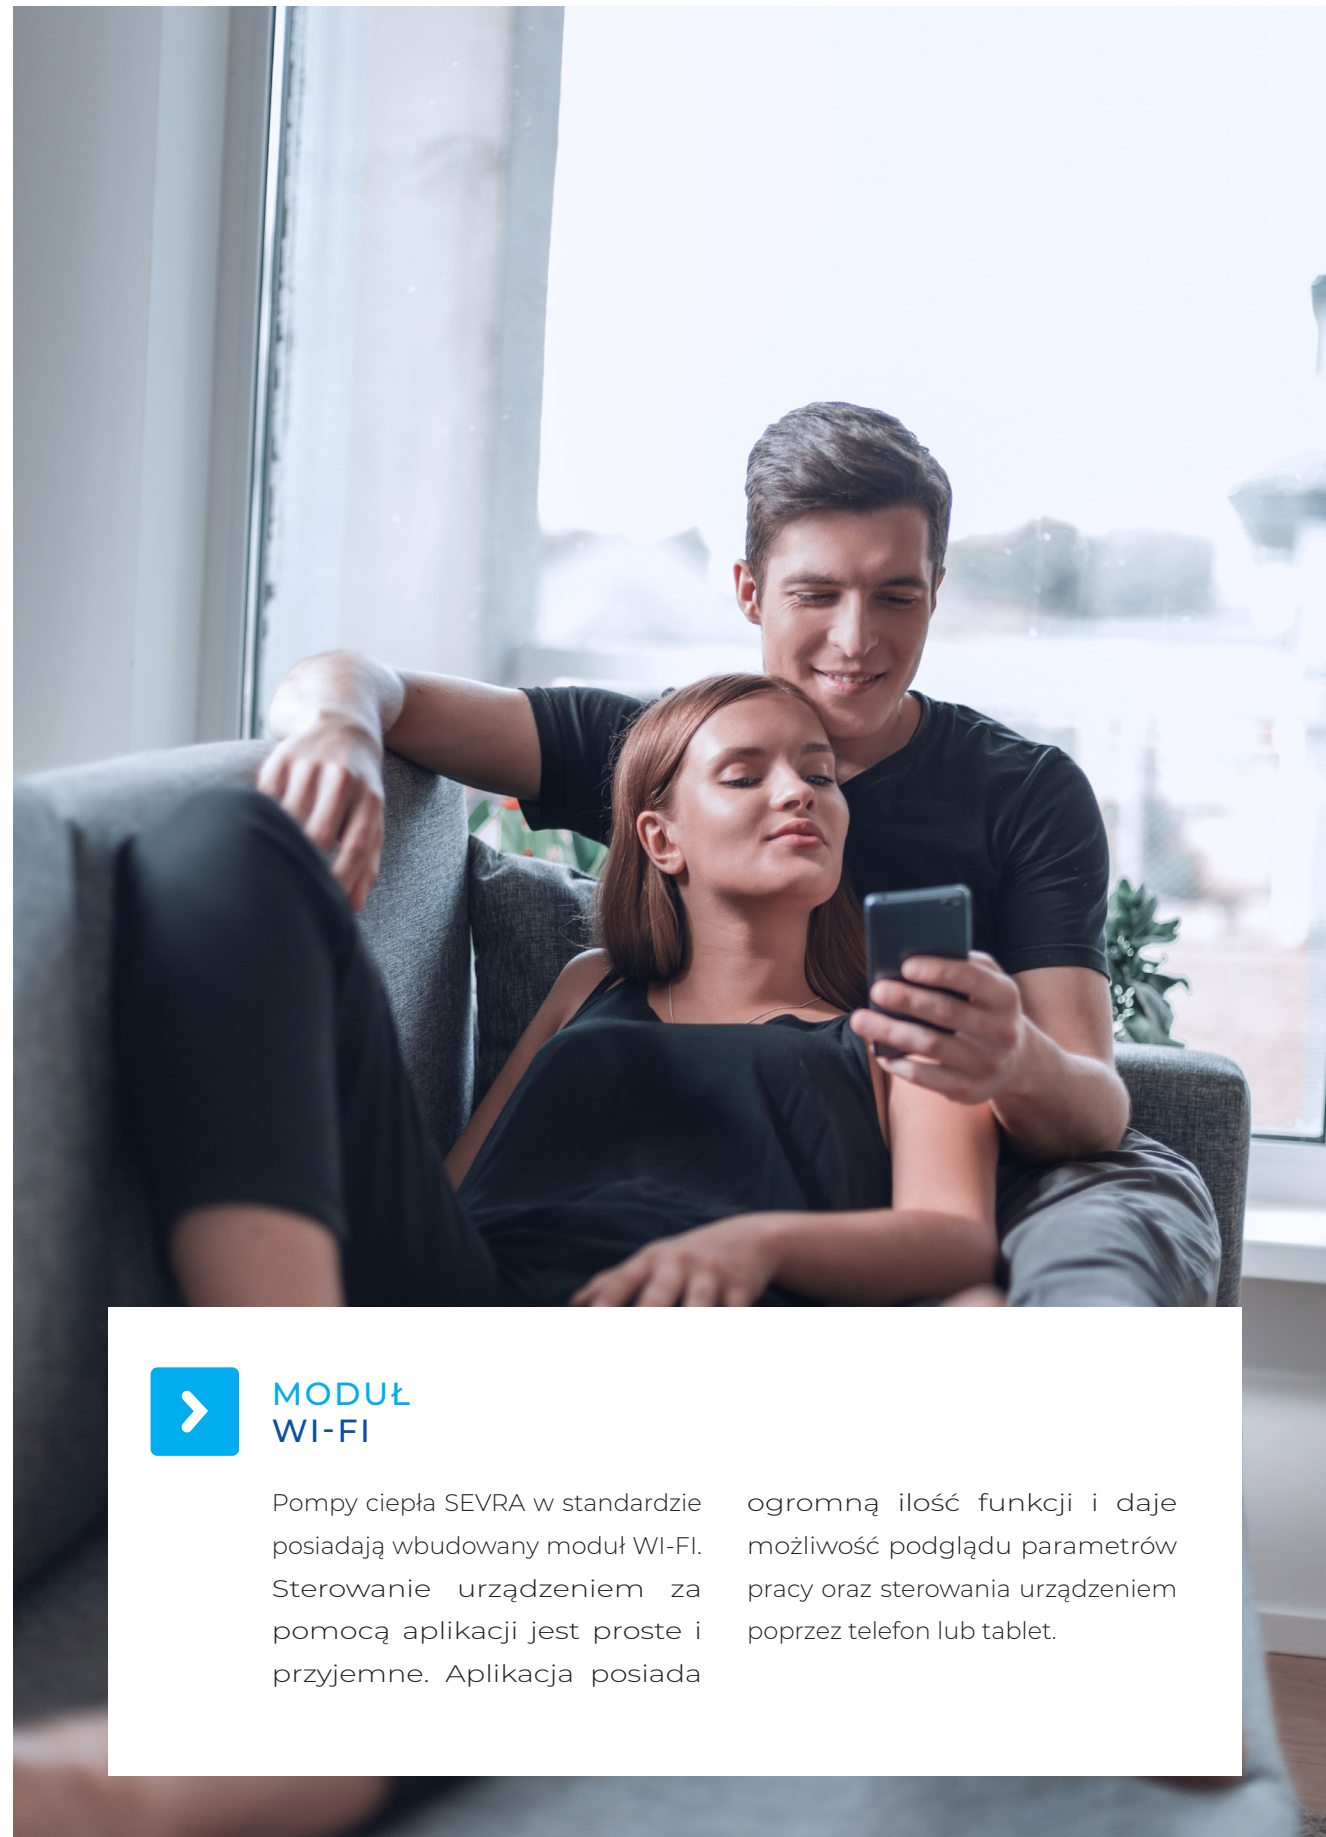 MODUŁ
WI-FI
Pompy ciepła SEVRA w standardzie
posiadają wbudowany moduł WI-FI.
Sterowanie urządzeniem za
pomocą aplikacji jest proste i
przyjemne. Aplikacja posiada
ogromną ilość funkcji i daje
możliwość podglądu parametrów
pracy oraz sterowania urządzeniem
poprzez telefon lub tablet.